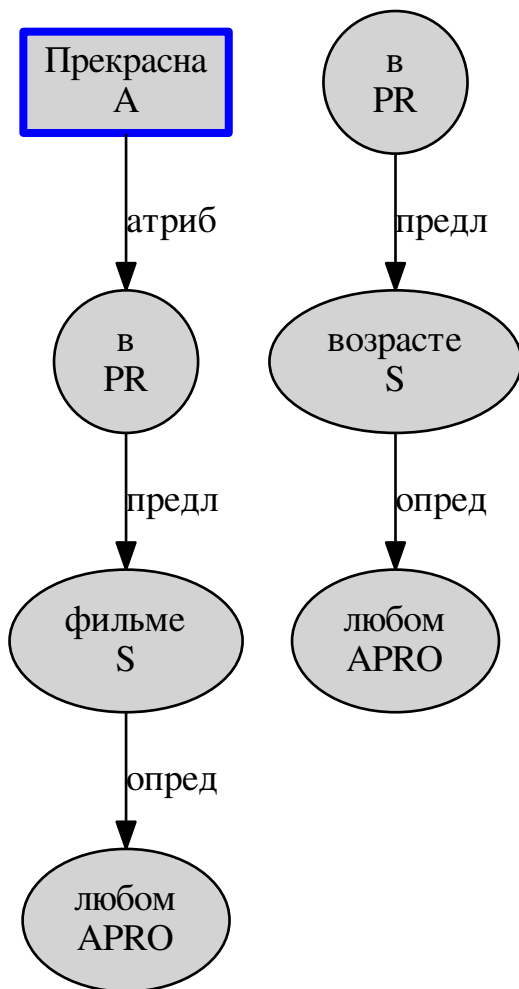 Прекрасна
A
в
PR
атриб
предл
в
PR
возрасте
S
предл
опред
фильме
S
любом
APRO
опред
любом
APRO